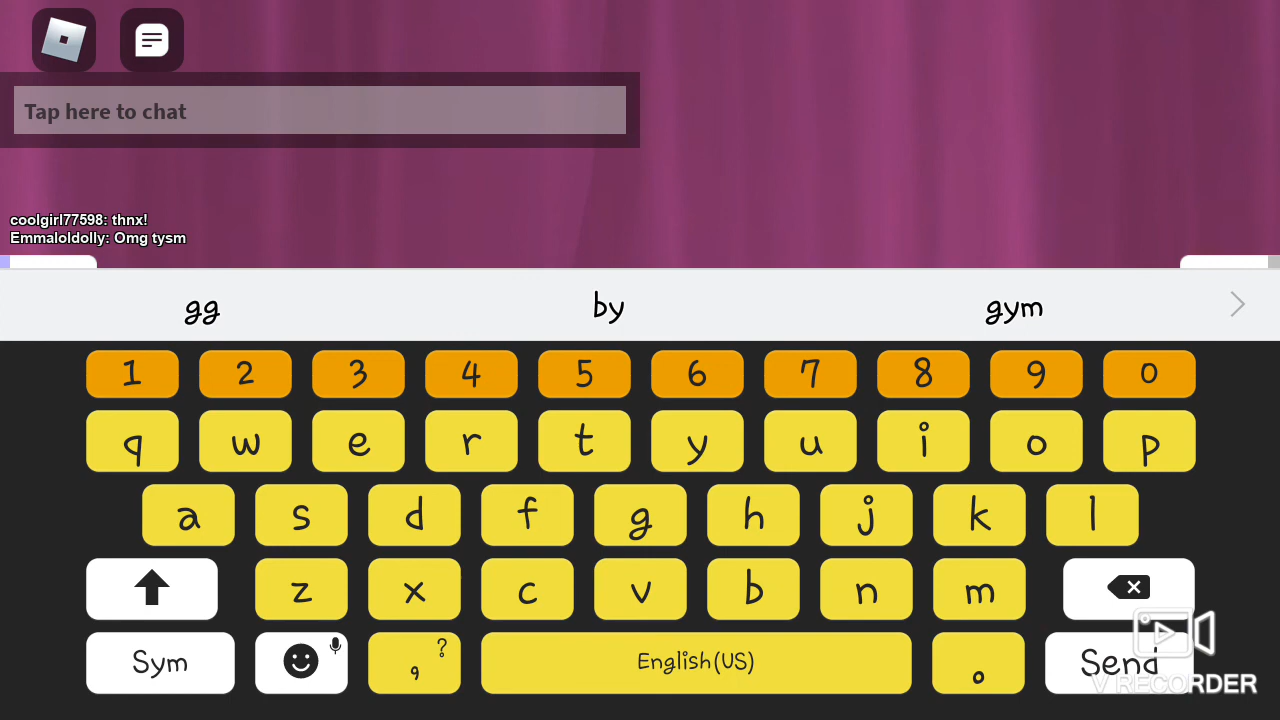 Tap here to chat
coolgirl77598: thnx!
Emmaloldolly: Omg tysm
gg by gym
1 2 3 4 5 6 7 8 9 0
q w e r t y u i o p
a s d f g h j k l
z x c v b n m
Sym , ? English(US) . Send
V RECORDER